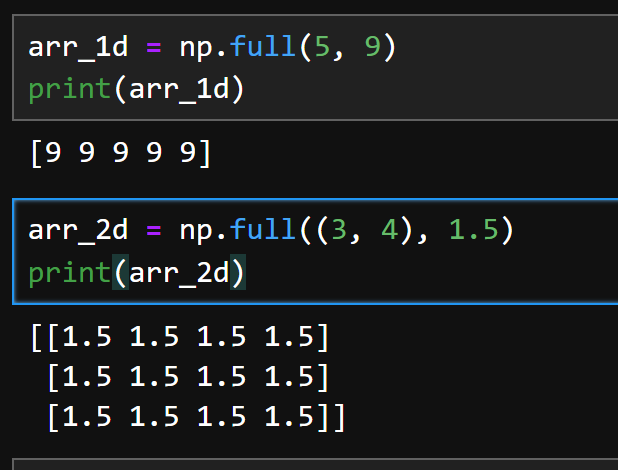 arr_1d = np.full(5, 9)
print(arr_1d)
[9 9 9 9 9]
arr_2d = np.full((3, 4), 1.5)
print(arr_2d)
[[1.5 1.5 1.5 1.5]
 [1.5 1.5 1.5 1.5]
 [1.5 1.5 1.5 1.5]]